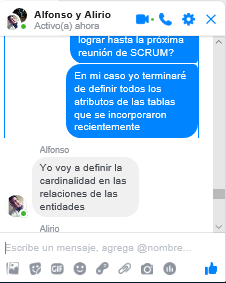 Alfonso y Alirio
Activo(a) ahora
lograr hasta la próxima
reunión de SCRUM?
En mi caso yo terminaré
de definir todos los
atributos de las tablas
que se incorporaron
recientemente
Alfonso
Yo voy a definir la
cardinalidad en las
relaciones de las
entidades
Alirio
Escribe un mensaje, agrega @nombre...
GIF